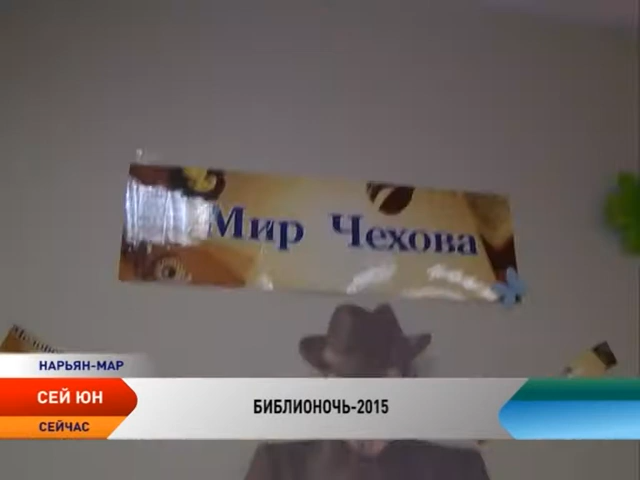 Мир Чехова
НАРЬЯН-МАР
СЕЙ ЮН
СЕЙЧАС
БИБЛИОНОЧЬ-2015